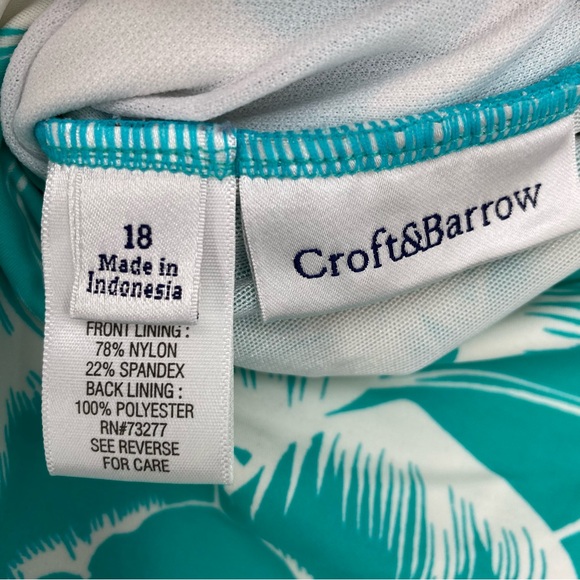 18
Made in
Indonesia
FRONT LINING :
78% NYLON
22% SPANDEX
BACK LINING :
100% POLYESTER
RN#73277
SEE REVERSE
FOR CARE
Croft&Barrow